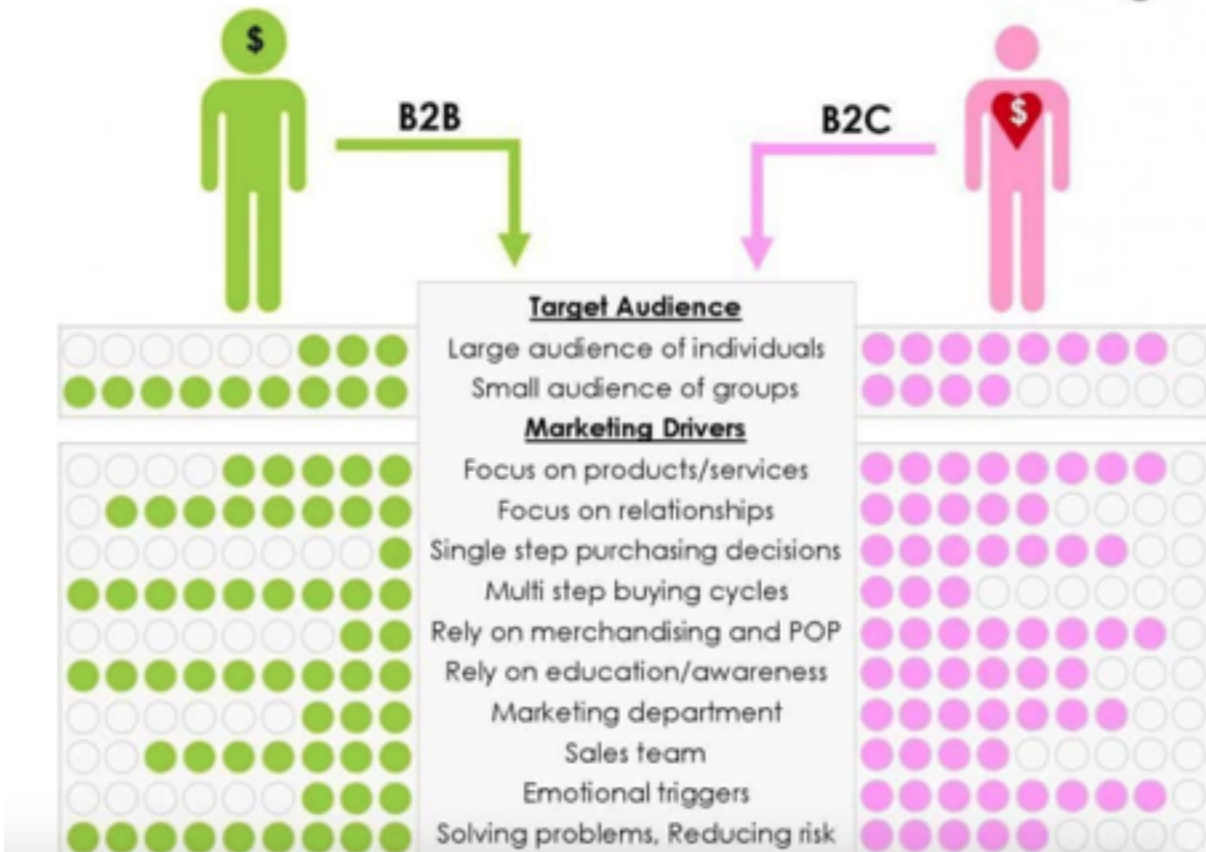 $
$
B2B
B2C
Target Audience
Large audience of individuals
Small audience of groups
Marketing Drivers
Focus on products/services
Focus on relationships
Single step purchasing decisions
Multi step buying cycles
Rely on merchandising and POP
Rely on education/awareness
Marketing department
Sales team
Emotional triggers
Solving problems, Reducing risk